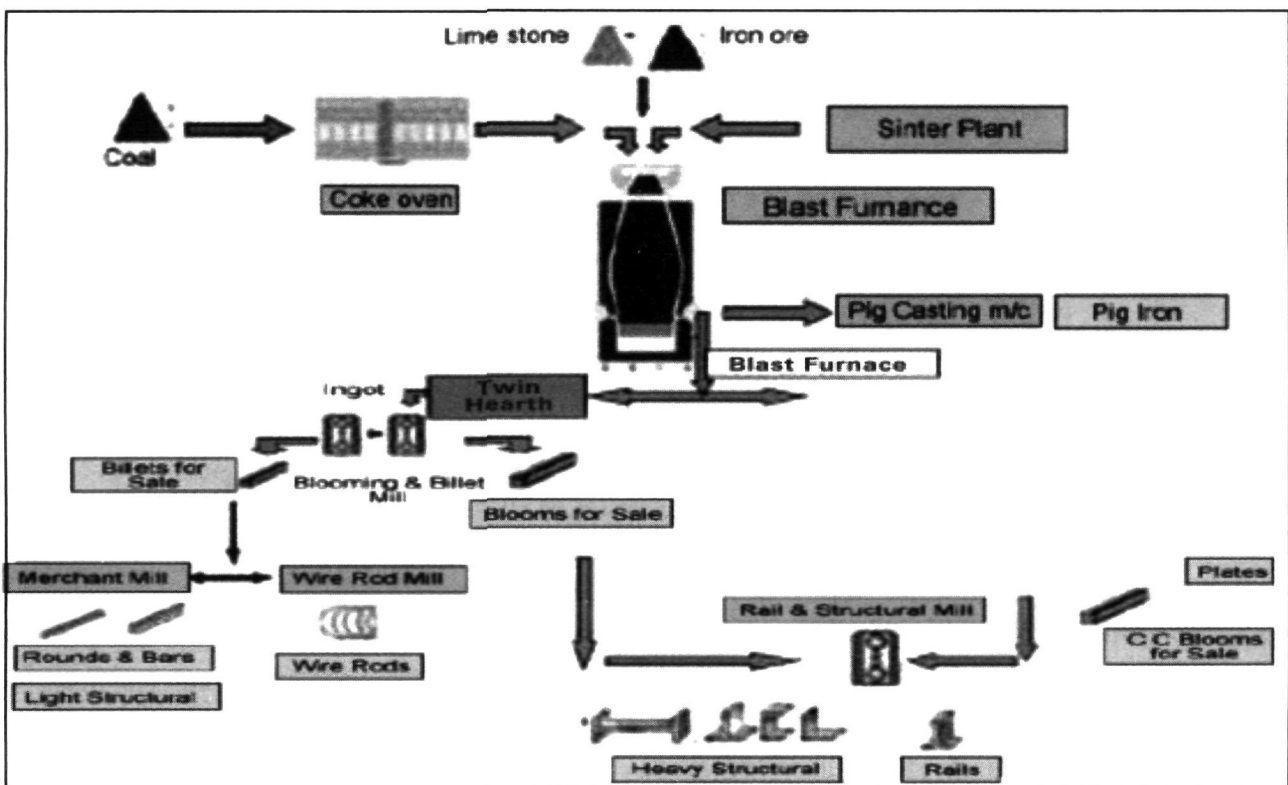 Lime stone
Iron ore
Coal
Sinter Plant
Coke oven
Blast Furnance
Pig Casting m/c
Pig Iron
Blast Furnace
Ingot
Twin
Hearth
Billets for
Sale
Blooming & Billet
Mill
Blooms for Sale
Merchant Mill
Wire Rod Mill
Plates
Rail & Structural Mill
C C Blooms
for Sale
Rounds & Bars
Wire Rods
Light Structural
Heavy Structural
Rails